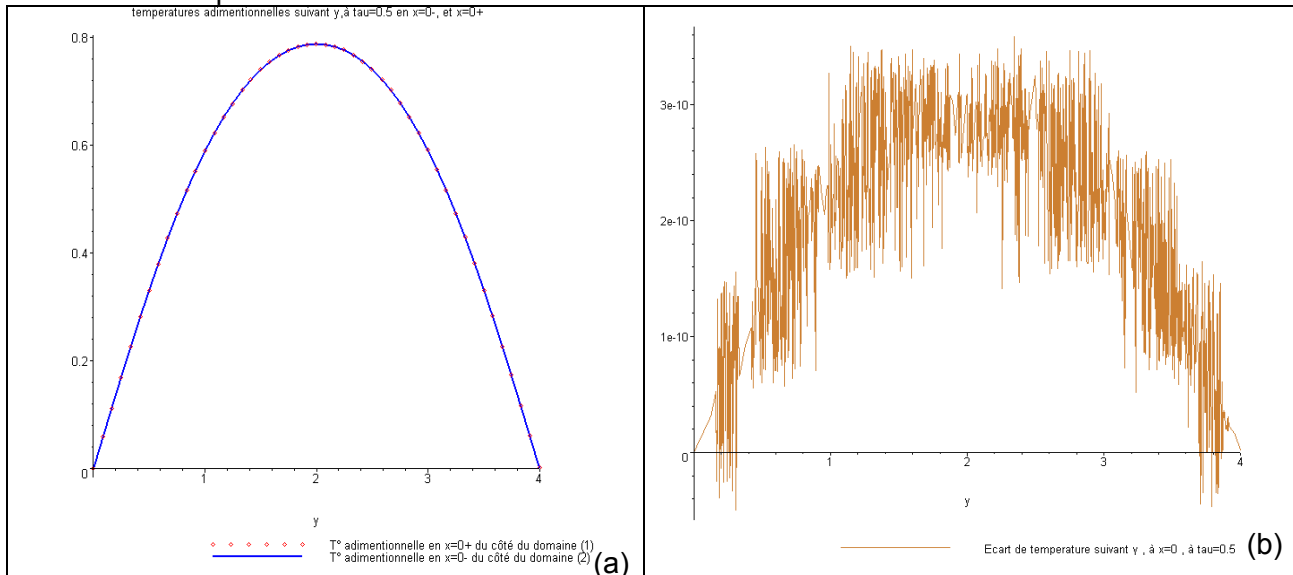 temperatures adimentionnelles suivant y,à tau=0.5 en x=0-, et x=0+
0.8
0.6
0.4
0.2
0
1
2
3
4
y
T° adimentionnelle en x=0+ du côté du domaine (1)
T° adimentionnelle en x=0- du côté du domaine (2)
(a)
3e-10
2e-10
1e-10
0
1
2
3
4
y
Ecart de temperature suivant y , à x=0 , à tau=0.5
(b)